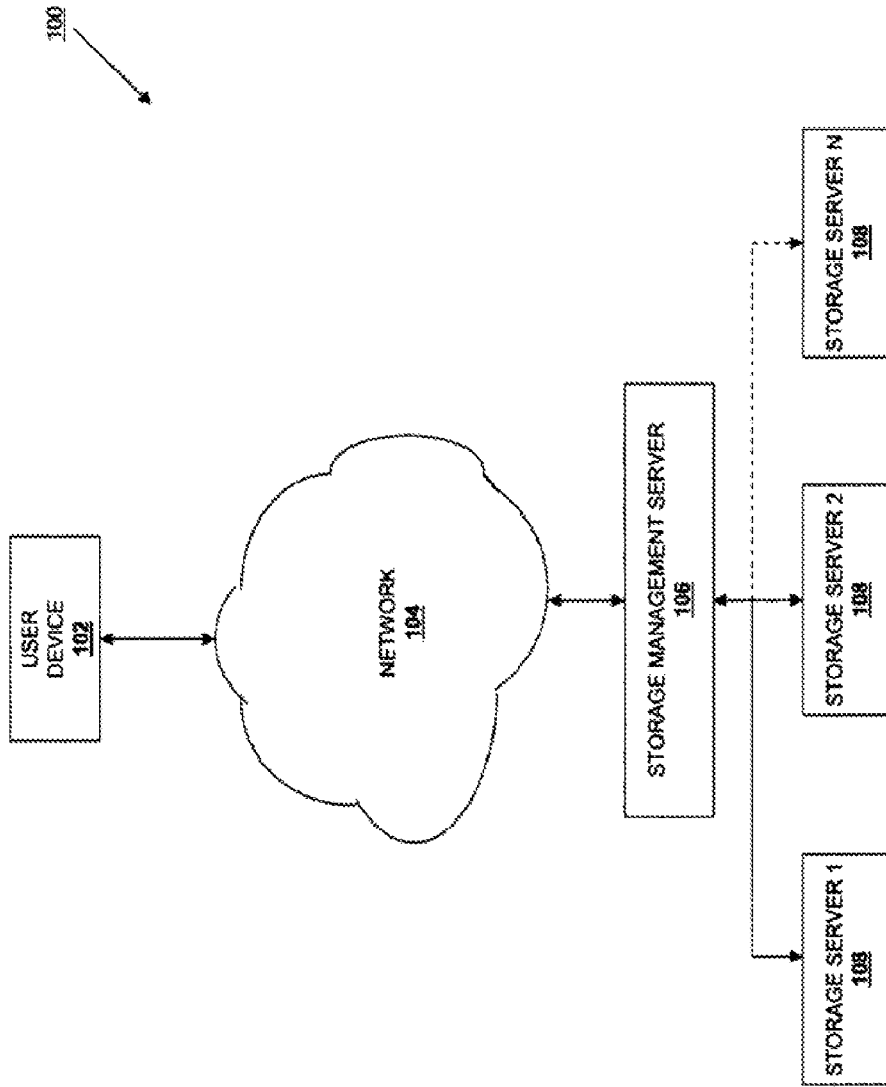 100
USER
DEVICE
102
NETWORK
104
STORAGE MANAGEMENT SERVER
106
STORAGE SERVER 1
108
STORAGE SERVER 2
108
STORAGE SERVER N
108